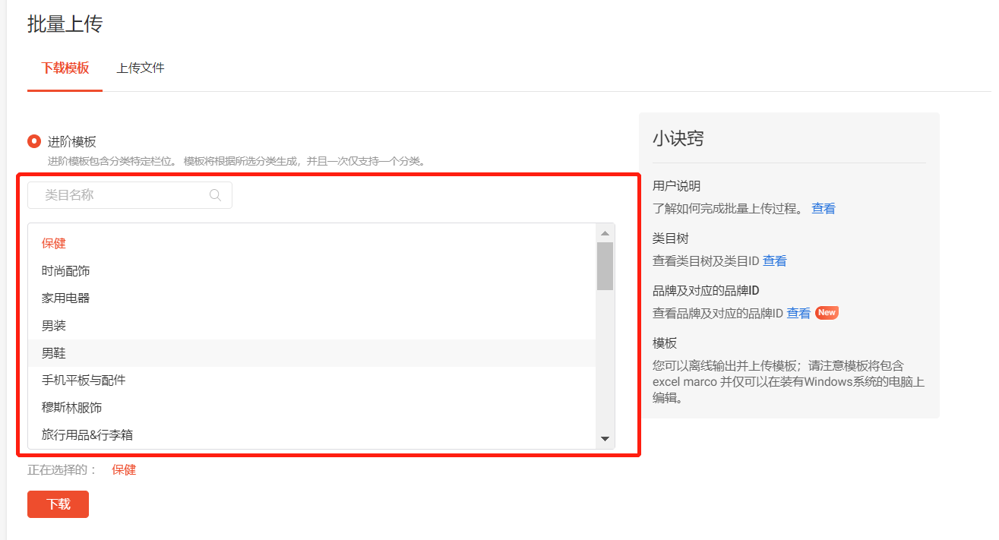 批量上传
下载模板
上传文件
进阶模板
进阶模板包含分类特定栏位。 模板将根据所选分类生成，并且一次仅支持一个分类。
类目名称
保健
时尚配饰
家用电器
男装
男鞋
手机平板与配件
穆斯林服饰
旅行用品&行李箱
正在选择的： 保健
下载
小诀窍
用户说明
了解如何完成批量上传过程。 查看
类目树
查看类目树及类目ID 查看
品牌及对应的品牌ID
查看品牌及对应的品牌ID 查看 New
模板
您可以离线输出并上传模板；请注意模板将包含
excel marco 并仅可以在装有Windows系统的电脑上
编辑。